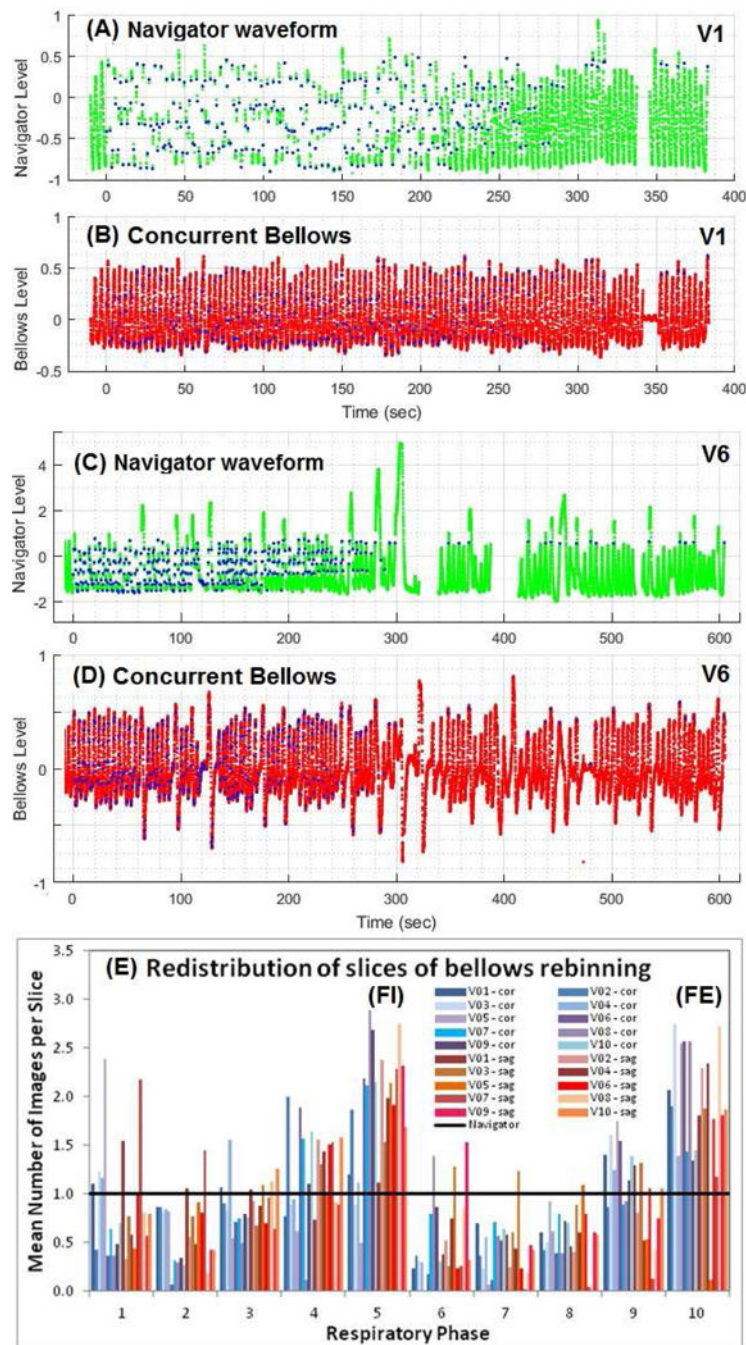 (A) Navigator waveform V1
Navigator Level
1
0.5
0
-0.5
-1
0 50 100 150 200 250 300 350 400
(B) Concurrent Bellows V1
Bellows Level
1
0.5
0
-0.5
0 50 100 150 200 250 300 350 400
Time (sec)
(C) Navigator waveform V6
Navigator Level
4
2
0
-2
0 100 200 300 400 500 600
(D) Concurrent Bellows V6
Bellows Level
1
0
-1
0 100 200 300 400 500 600
Time (sec)
(E) Redistribution of slices of bellows rebinning
(FI) (FE)
V01 - cor V02 - cor
V03 - cor V04 - cor
V05 - cor V06 - cor
V07 - cor V08 - cor
V09 - cor V10 - cor
V01 - sag V02 - sag
V03 - sag V04 - sag
V05 - sag V06 - sag
V07 - sag V08 - sag
V09 - sag V10 - sag
Navigator
Mean Number of Images per Slice
3.5
3.0
2.5
2.0
1.5
1.0
0.5
0.0
1 2 3 4 5 6 7 8 9 10
Respiratory Phase